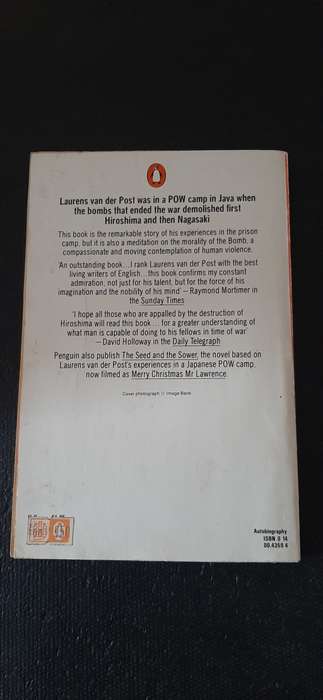 Laurens van der Post was in a POW camp in Java when
the bombs that ended the war demolished first
Hiroshima and then Nagasaki
This book is the remarkable story of his experiences in the prison
camp, but it is also a meditation on the morality of the Bomb, a
compassionate and moving contemplation of human violence.
'An outstanding book...I rank Laurens van der Post with the best
living writers of English...this book confirms my constant
admiration, not just for his talent, but for the force of his
imagination and the nobility of his mind' – Raymond Mortimer in
the Sunday Times
'I hope all those who are appalled by the destruction of
Hiroshima will read this book... for a greater understanding of
what man is capable of doing to his fellows in time of war'
– David Holloway in the Daily Telegraph
Penguin also publish The Seed and the Sower, the novel based on
Laurens van der Post's experiences in a Japanese POW camp,
now filmed as Merry Christmas Mr Lawrence.
Cover photograph © Image Bank
Autobiography
ISBN 0 14
00.4359 4